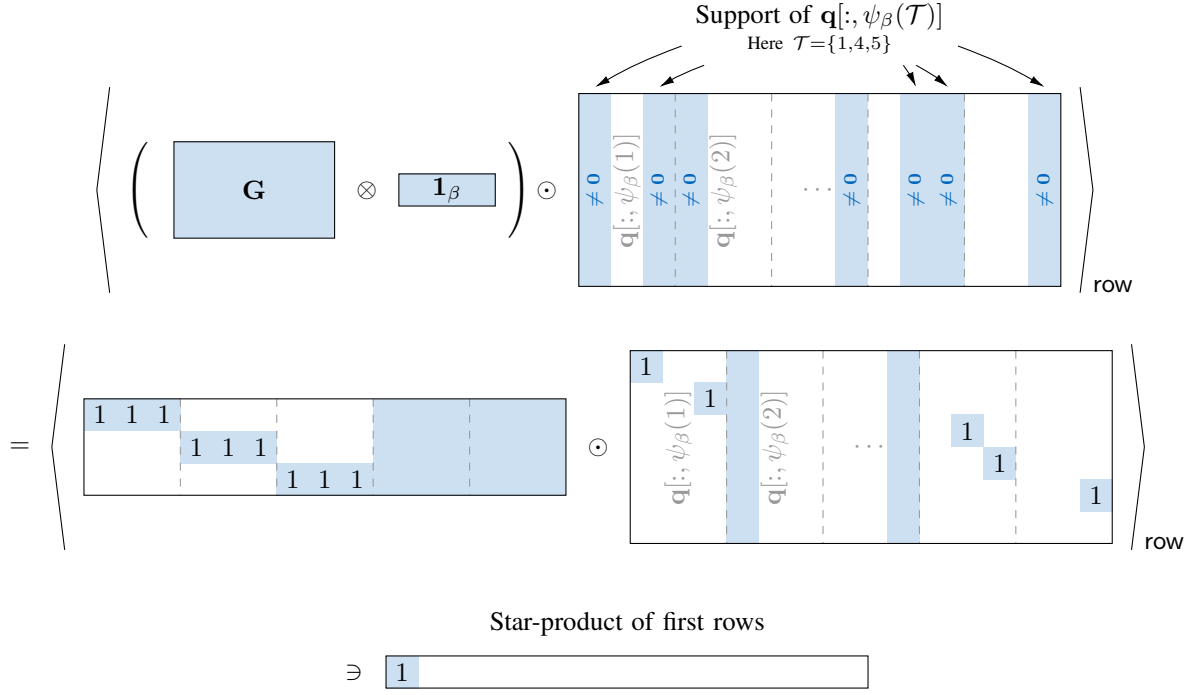 Support of q[:, ψ_β(𝒯)]
Here 𝒯={1,4,5}
⟨ ( G ⊗ 1_β ) ⊙ ≠ 0 q[:, ψ_β(1)] ≠ 0 ≠ 0 q[:, ψ_β(2)] ··· ≠ 0 ≠ 0 ≠ 0 ≠ 0 ⟩ row
1
1 1 1 1
= ⟨ 1 1 1 ⊙ q[:, ψ_β(1)] q[:, ψ_β(2)] ··· 1 ⟩ row
1 1 1 1
1
Star-product of first rows
∋ 1